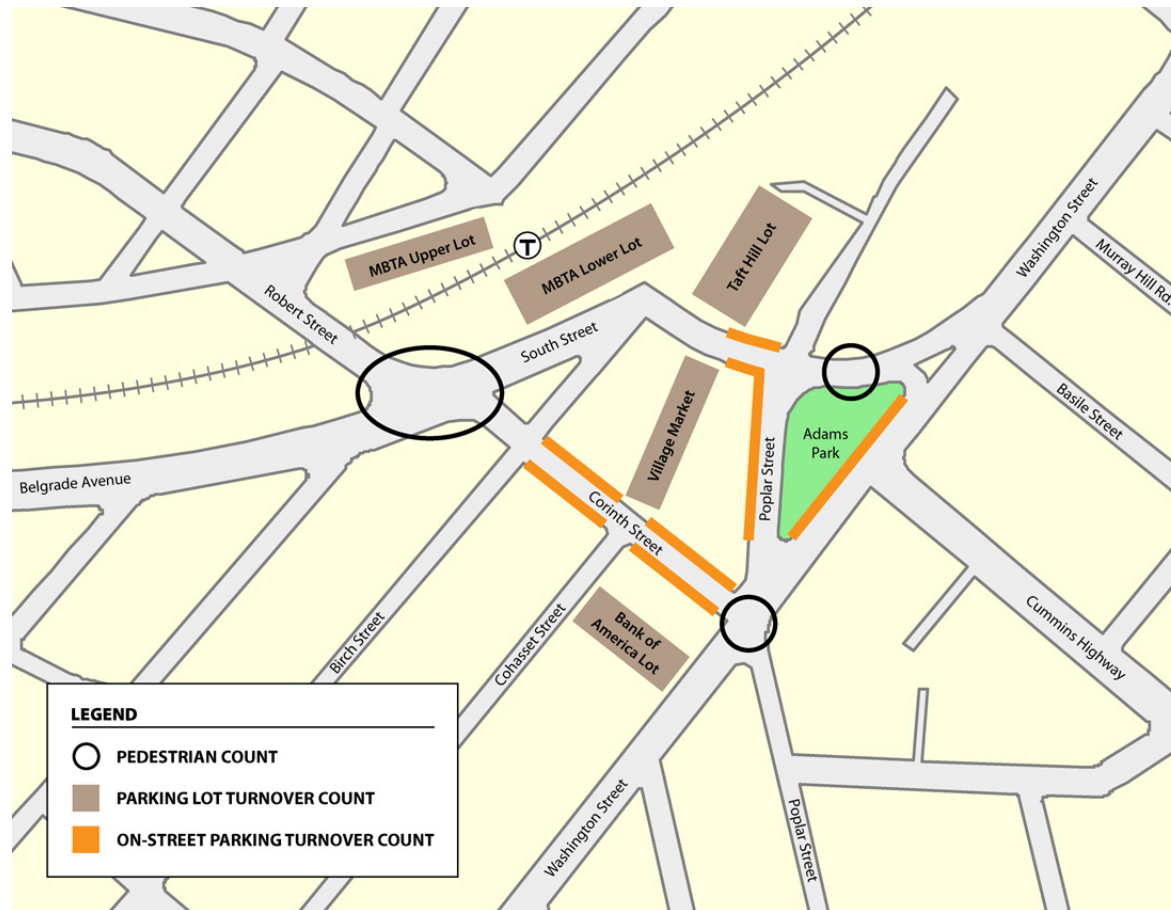 Washington Street
Murray Hill Rd.
MBTA Upper Lot
T
MBTA Lower Lot
Taft Hill Lot
Robert Street
South Street
Basile Street
Adams
Park
Village Market
Poplar Street
Belgrade Avenue
Corinth Street
Cummins Highway
Bank of
America Lot
Birch Street
Cohasset Street
Washington Street
Poplar Street
LEGEND
PEDESTRIAN COUNT
PARKING LOT TURNOVER COUNT
ON-STREET PARKING TURNOVER COUNT